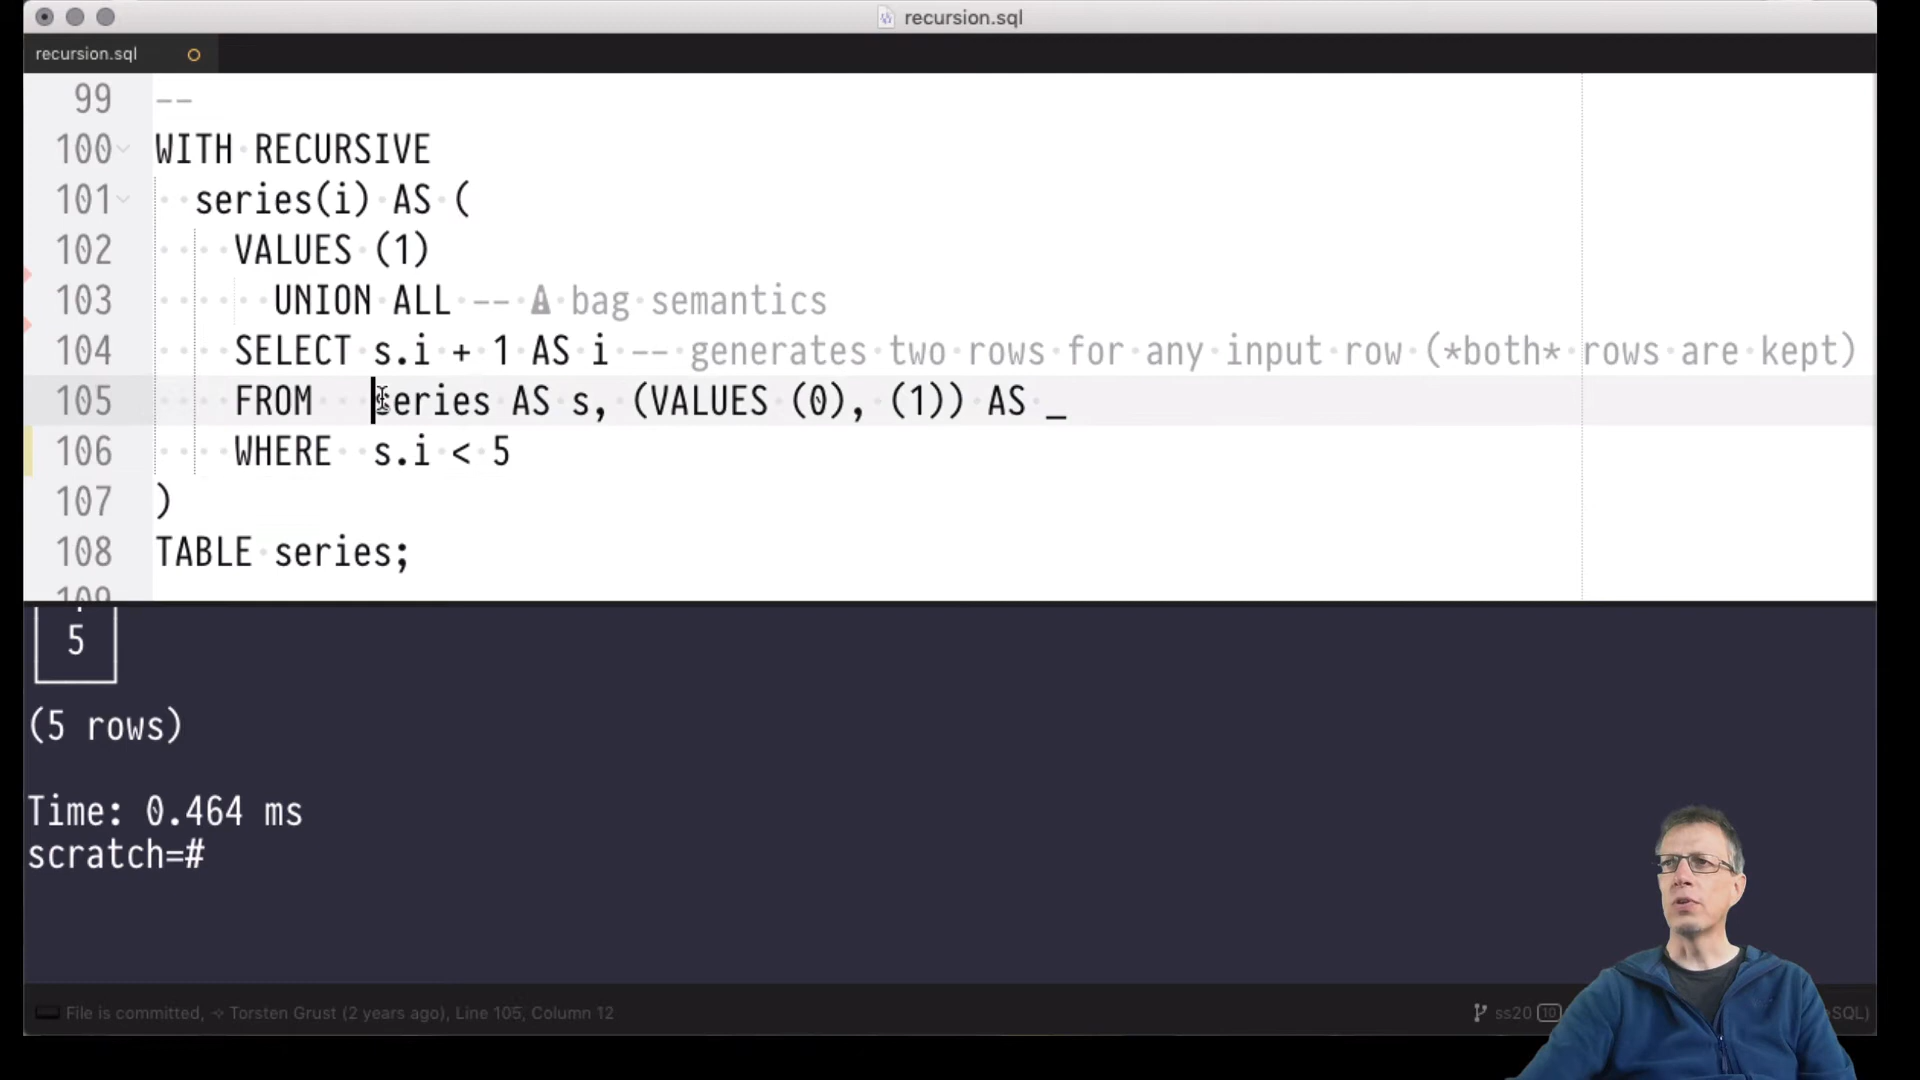 recursion.sql
recursion.sql
99 --
100 WITH RECURSIVE
101 series(i) AS (
102 VALUES (1)
103 UNION ALL -- ⚠ bag semantics
104 SELECT s.i + 1 AS i -- generates two rows for any input row (*both* rows are kept)
105 FROM series AS s, (VALUES (0), (1)) AS _
106 WHERE s.i < 5
107 )
108 TABLE series;
109
5
(5 rows)
Time: 0.464 ms
scratch=#
File is committed, Torsten Grust (2 years ago), Line 105, Column 12
ss20 10 SQL)